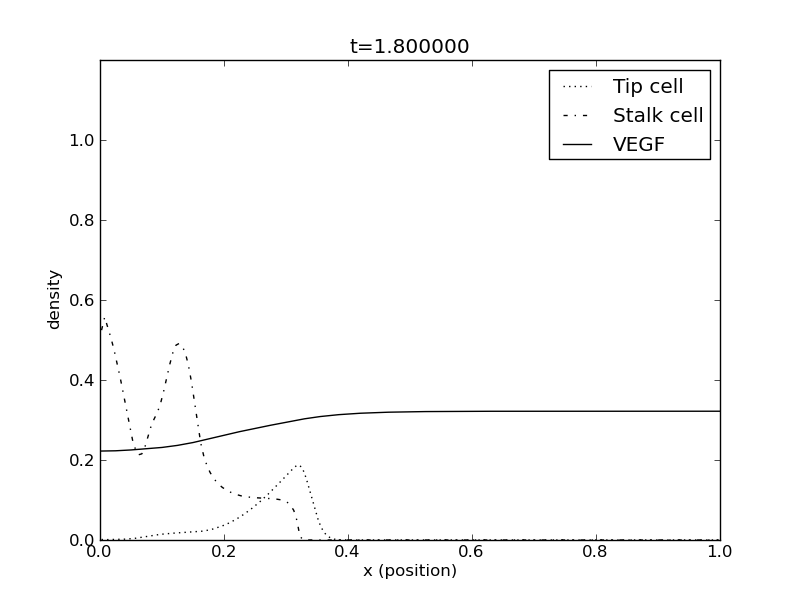 t=1.800000
Tip cell
Stalk cell
VEGF
density
1.0
0.8
0.6
0.4
0.2
0.0
0.0 0.2 0.4 0.6 0.8 1.0
x (position)